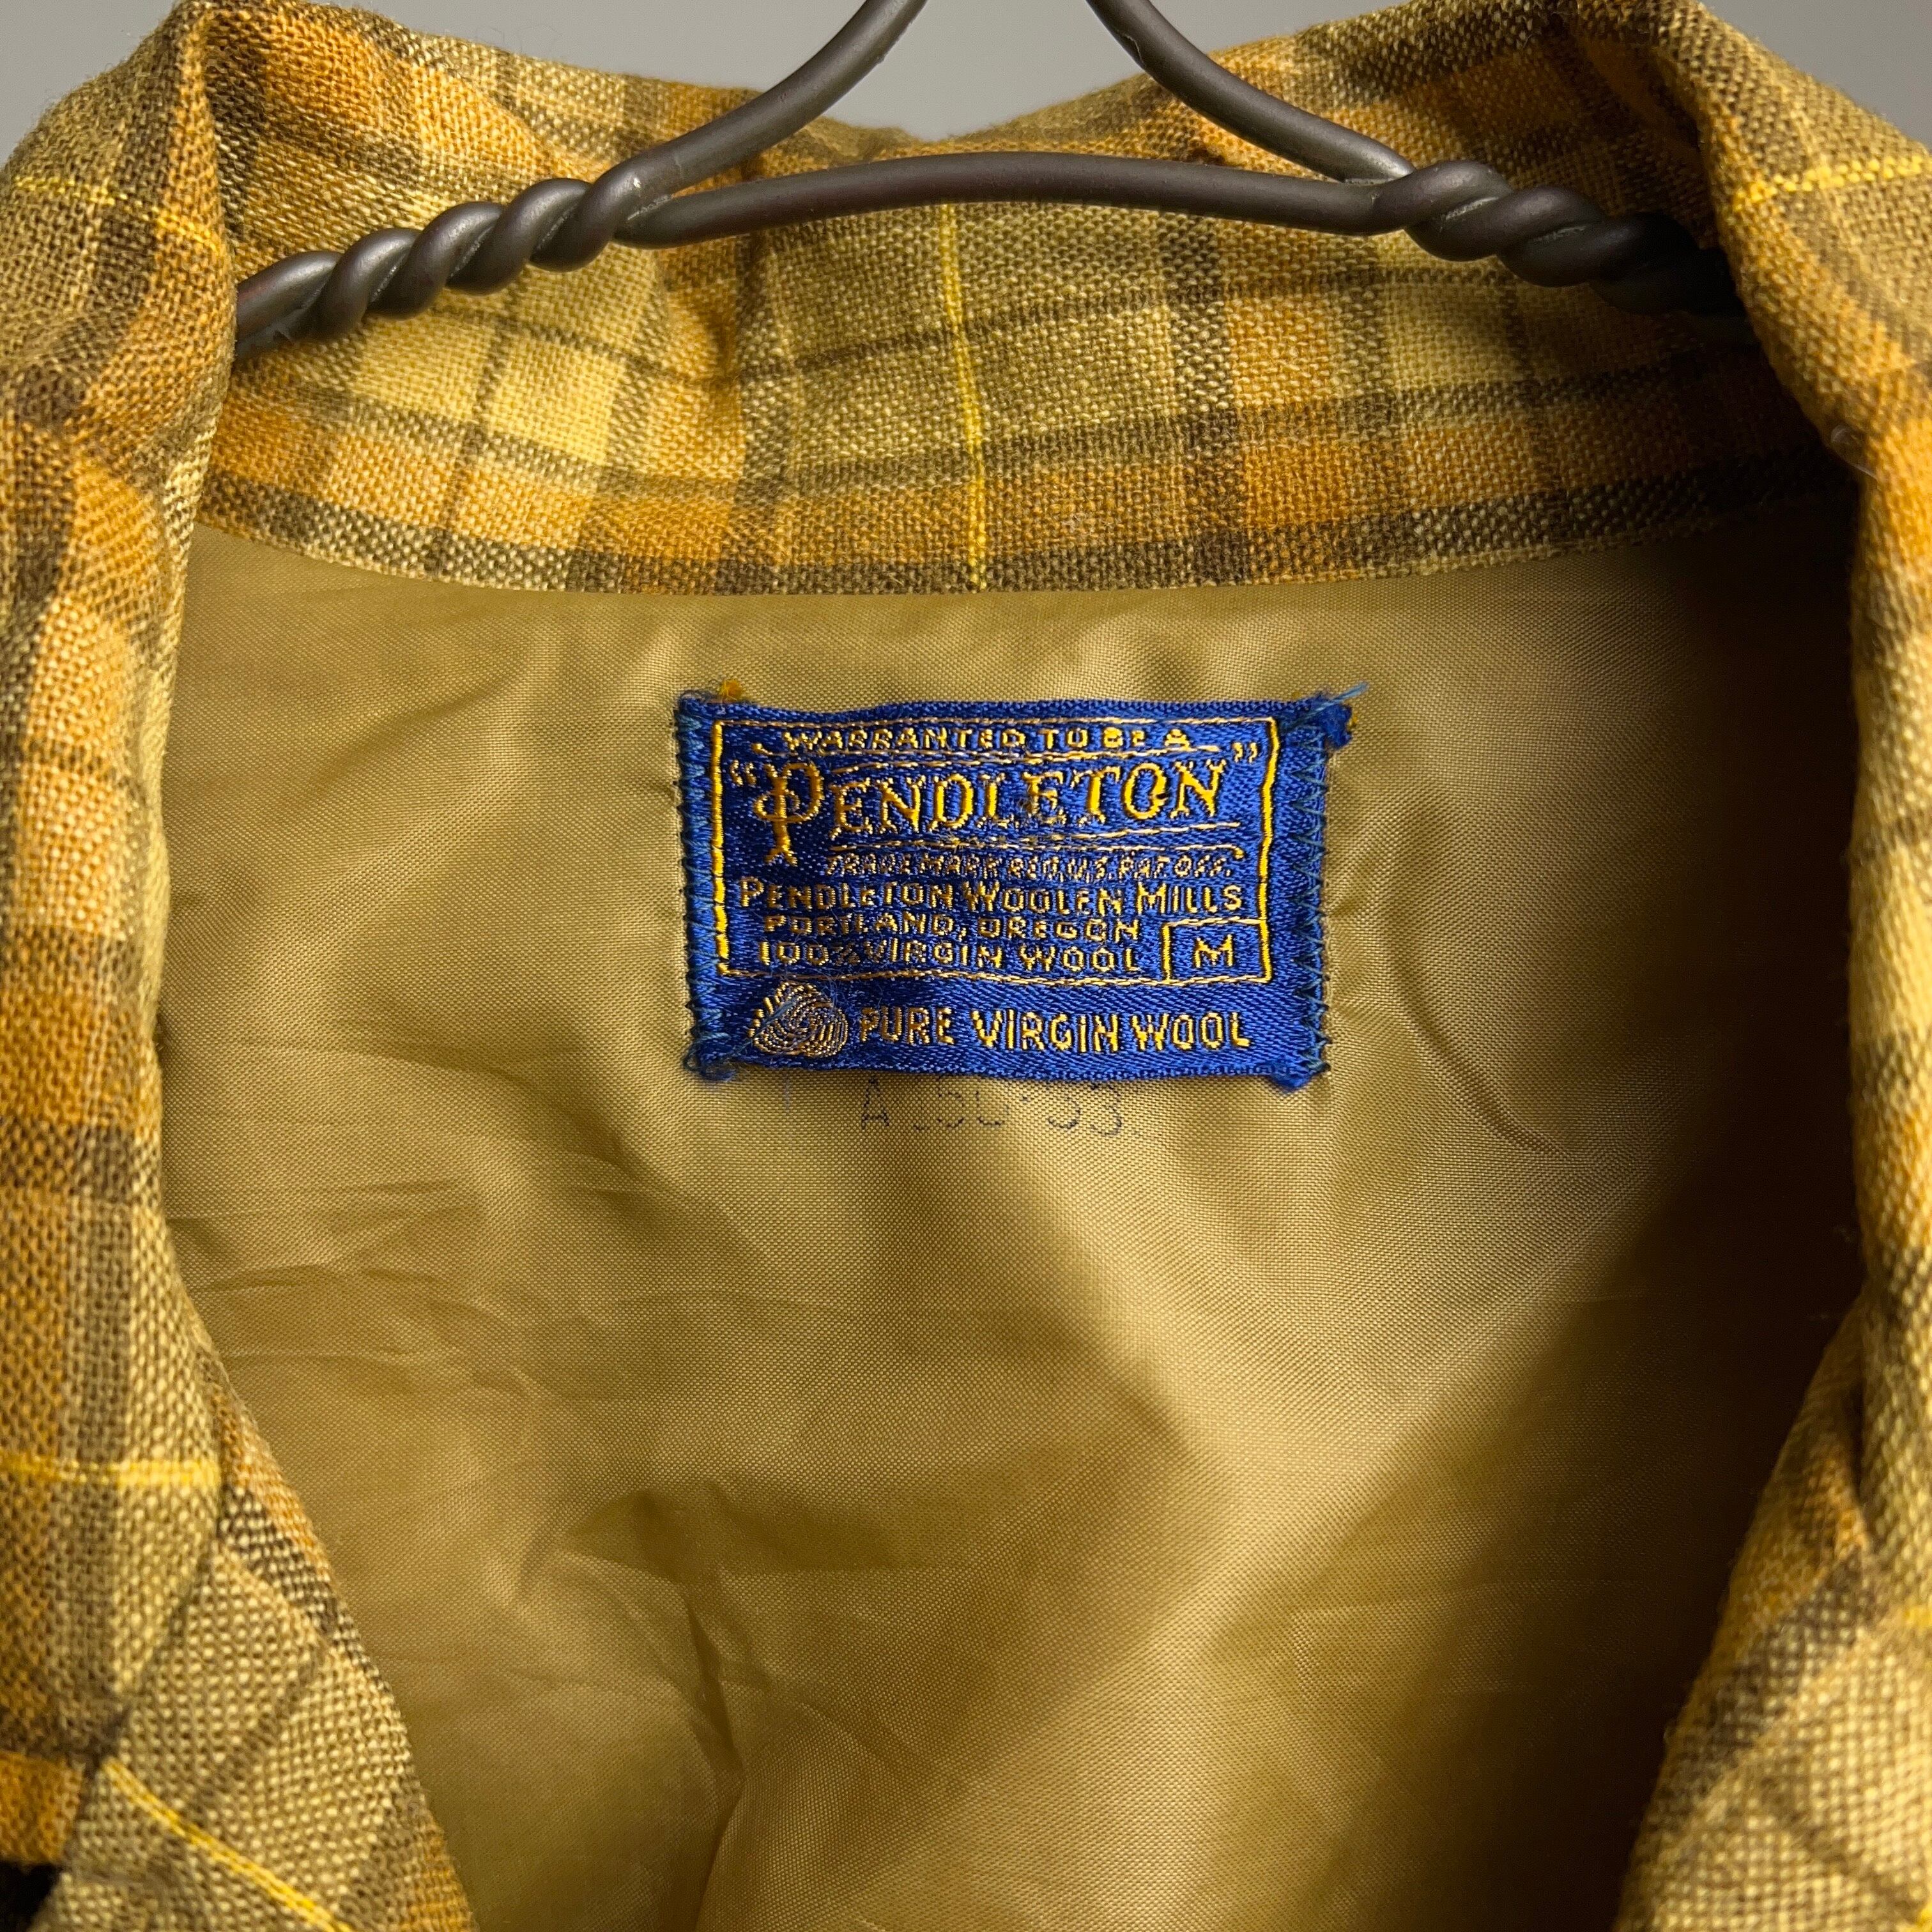 WARRANTED TO BE A
"PENDLETON"
TRADE MARK REG. U.S. PAT. OFF.
PENDLETON WOOLEN MILLS
PORTLAND, OREGON
100% VIRGIN WOOL M
PURE VIRGIN WOOL
A